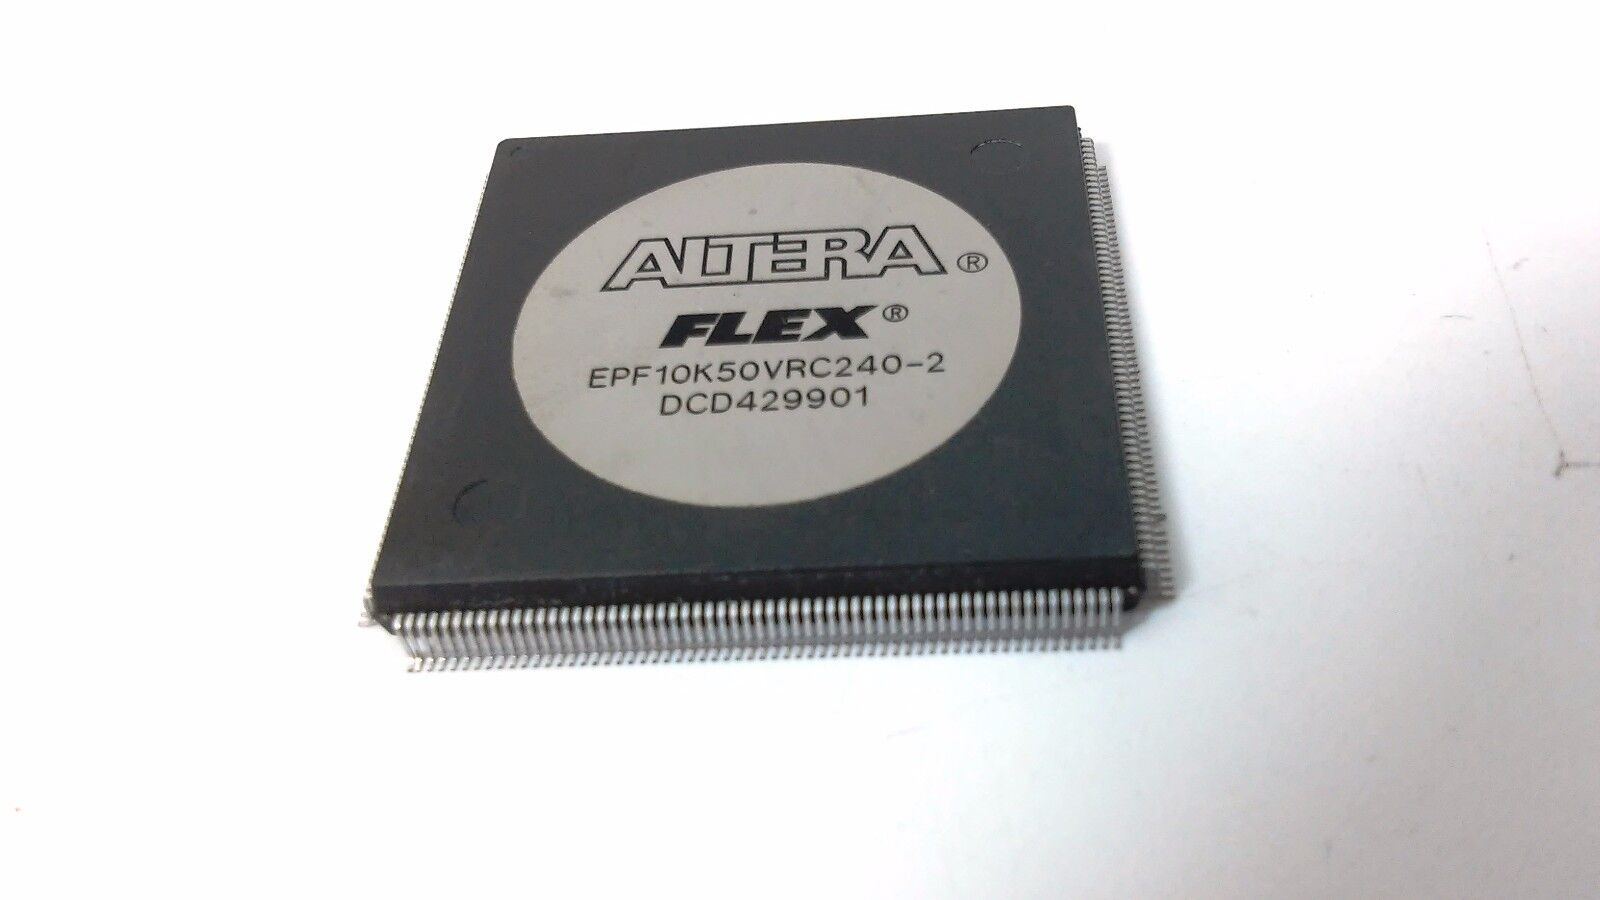 ALTERA®
FLEX®
EPF10K50VRC240-2
DCD429901